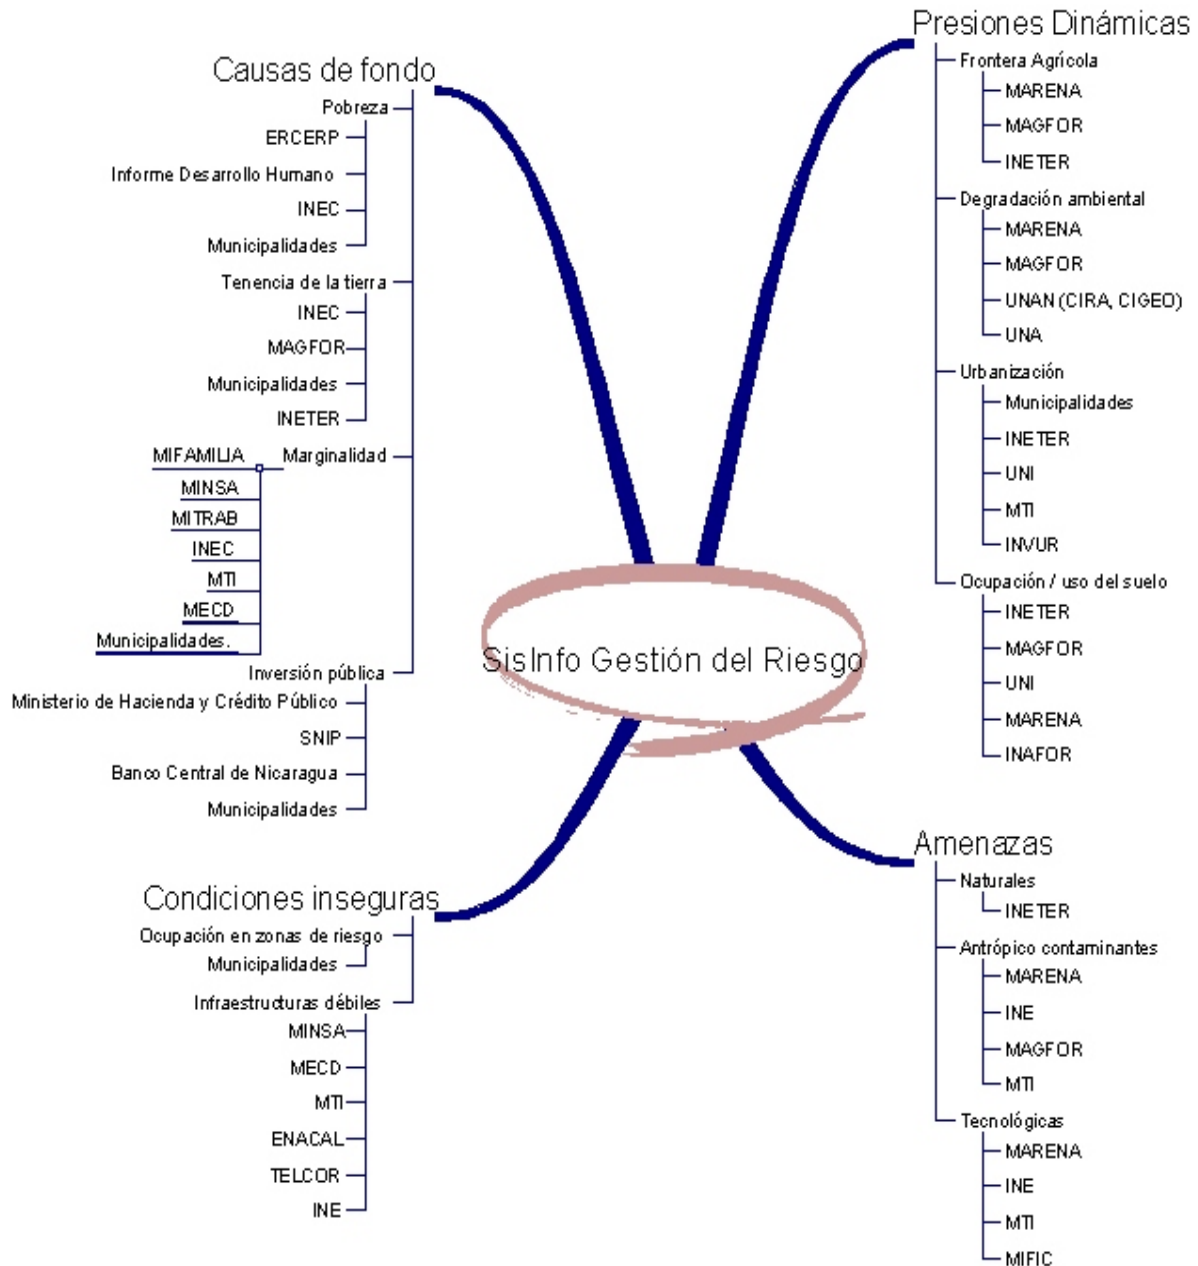 Causas de fondo
Pobreza
ERCERP
Informe Desarrollo Humano
INEC
Municipalidades
Tenencia de la tierra
INEC
MAGFOR
Municipalidades
INETER
Marginalidad
MIFAMILIA
MINSA
MITRAB
INEC
MTI
MECD
Municipalidades.
Inversión pública
Ministerio de Hacienda y Crédito Público
SNIP
Banco Central de Nicaragua
Municipalidades
Condiciones inseguras
Ocupación en zonas de riesgo
Municipalidades
Infraestructuras débiles
MINSA
MECD
MTI
ENACAL
TELCOR
INE
SisInfo Gestión del Riesgo
Presiones Dinámicas
Frontera Agrícola
MARENA
MAGFOR
INETER
Degradación ambiental
MARENA
MAGFOR
UNAN (CIRA, CIGEO)
UNA
Urbanización
Municipalidades
INETER
UNI
MTI
INVUR
Ocupación / uso del suelo
INETER
MAGFOR
UNI
MARENA
INAFOR
Amenazas
Naturales
INETER
Antrópico contaminantes
MARENA
INE
MAGFOR
MTI
Tecnológicas
MARENA
INE
MTI
MIFIC